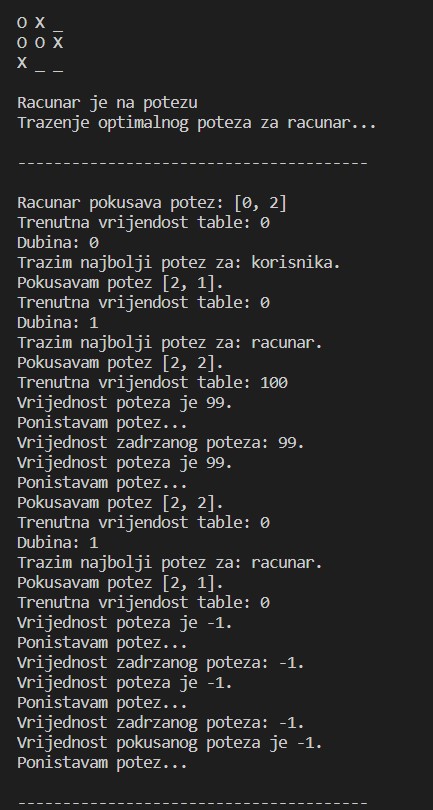 O X _
O O X
X _ _
Racunar je na potezu
Trazenje optimalnog poteza za racunar...
---------------------------------------
Racunar pokusava potez: [0, 2]
Trenutna vrijendost table: 0
Dubina: 0
Trazim najbolji potez za: korisnika.
Pokusavam potez [2, 1].
Trenutna vrijendost table: 0
Dubina: 1
Trazim najbolji potez za: racunar.
Pokusavam potez [2, 2].
Trenutna vrijendost table: 100
Vrijednost poteza je 99.
Ponistavam potez...
Vrijednost zadrzanog poteza: 99.
Vrijednost poteza je 99.
Ponistavam potez...
Pokusavam potez [2, 2].
Trenutna vrijendost table: 0
Dubina: 1
Trazim najbolji potez za: racunar.
Pokusavam potez [2, 1].
Trenutna vrijendost table: 0
Vrijednost poteza je -1.
Ponistavam potez...
Vrijednost zadrzanog poteza: -1.
Vrijednost poteza je -1.
Ponistavam potez...
Vrijednost zadrzanog poteza: -1.
Vrijednost pokusanog poteza je -1.
Ponistavam potez...
---------------------------------------